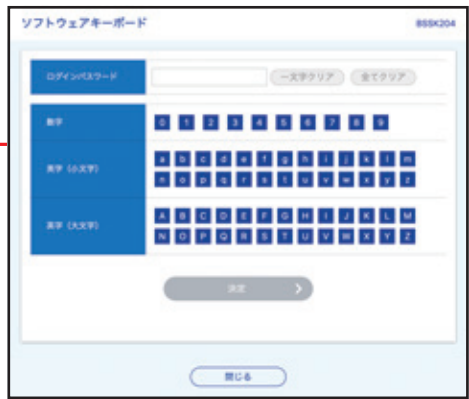 ソフトウェアキーボード BSSK204
ログインパスワード 一文字クリア 全てクリア
数字 0 1 2 3 4 5 6 7 8 9
英字（小文字） a b c d e f g h i j k l m
n o p q r s t u v w x y z
英字（大文字） A B C D E F G H I J K L M
N O P Q R S T U V W X Y Z
決定
閉じる